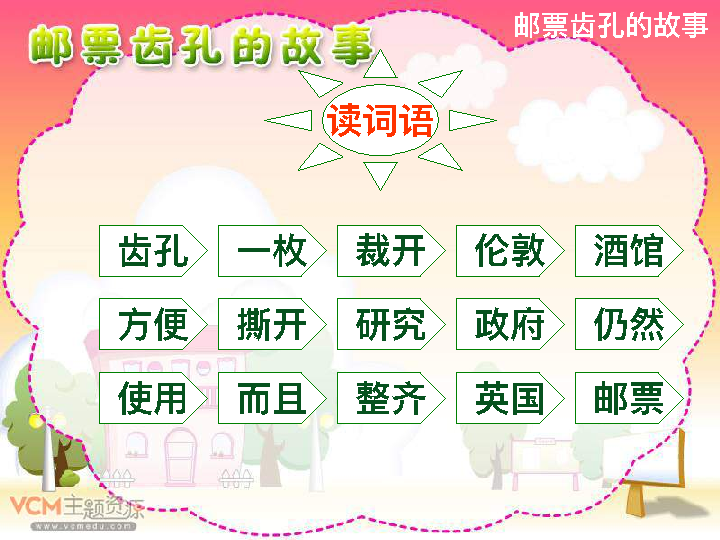 邮票齿孔的故事
邮票齿孔的故事
读词语
齿孔 一枚 裁开 伦敦 酒馆
方便 撕开 研究 政府 仍然
使用 而且 整齐 英国 邮票
VCM主题资源
www.vcmedu.com